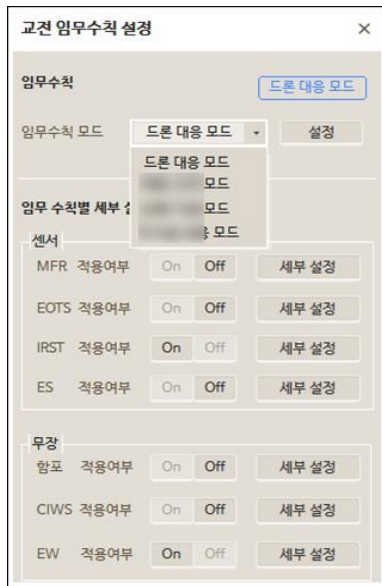 교전 임무수칙 설정 ×
임무수칙 드론 대응 모드
임무수칙 모드 드론 대응 모드 설정
드론 대응 모드
모드
모드
모드
임무 수칙별 세부
센서
MFR 적용여부 On Off 세부 설정
EOTS 적용여부 On Off 세부 설정
IRST 적용여부 On Off 세부 설정
ES 적용여부 On Off 세부 설정
무장
함포 적용여부 On Off 세부 설정
CIWS 적용여부 On Off 세부 설정
EW 적용여부 On Off 세부 설정